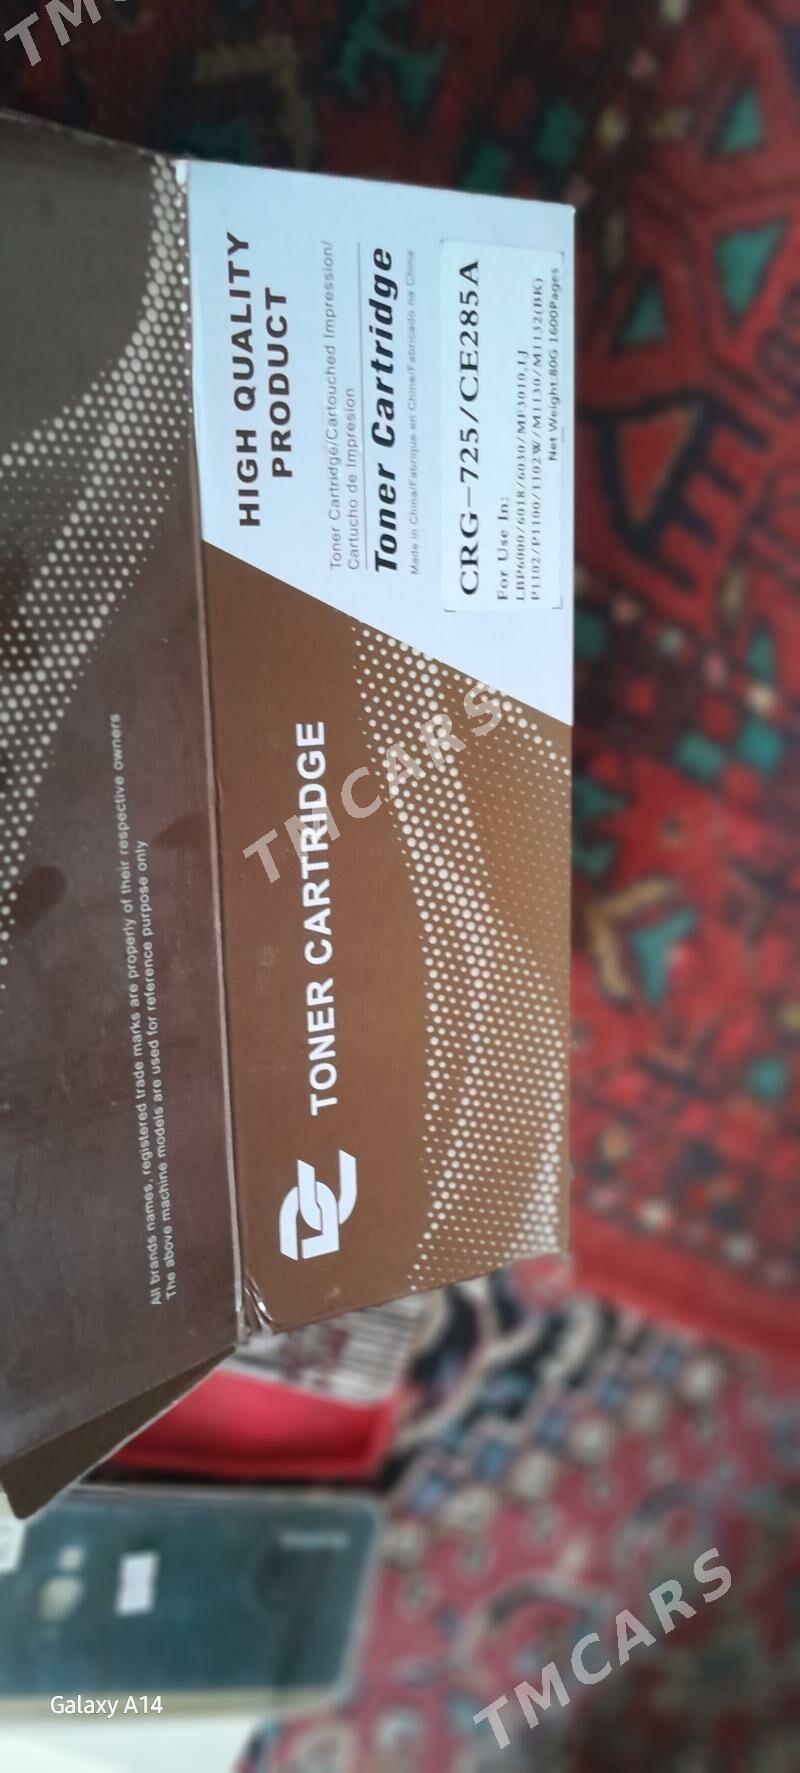 HIGH QUALITY
PRODUCT
Toner Cartridge/Cartouched Impression/
Cartucho de Impresion
Toner Cartridge
Made in China/Fabrique en Chine/Fabricado na China
CRG-725/CE285A
For Use In:
LBP6000/6018/6030/MF3010,LJ
P1102/P1100/1102W/M1130/M1132(BK)
Net Weight:80G 1600Pages
DC TONER CARTRIDGE
All brands names, registered trade marks are property of their respective owners
The above machine models are used for reference purpose only
TMCARS
TMCARS
Galaxy A14